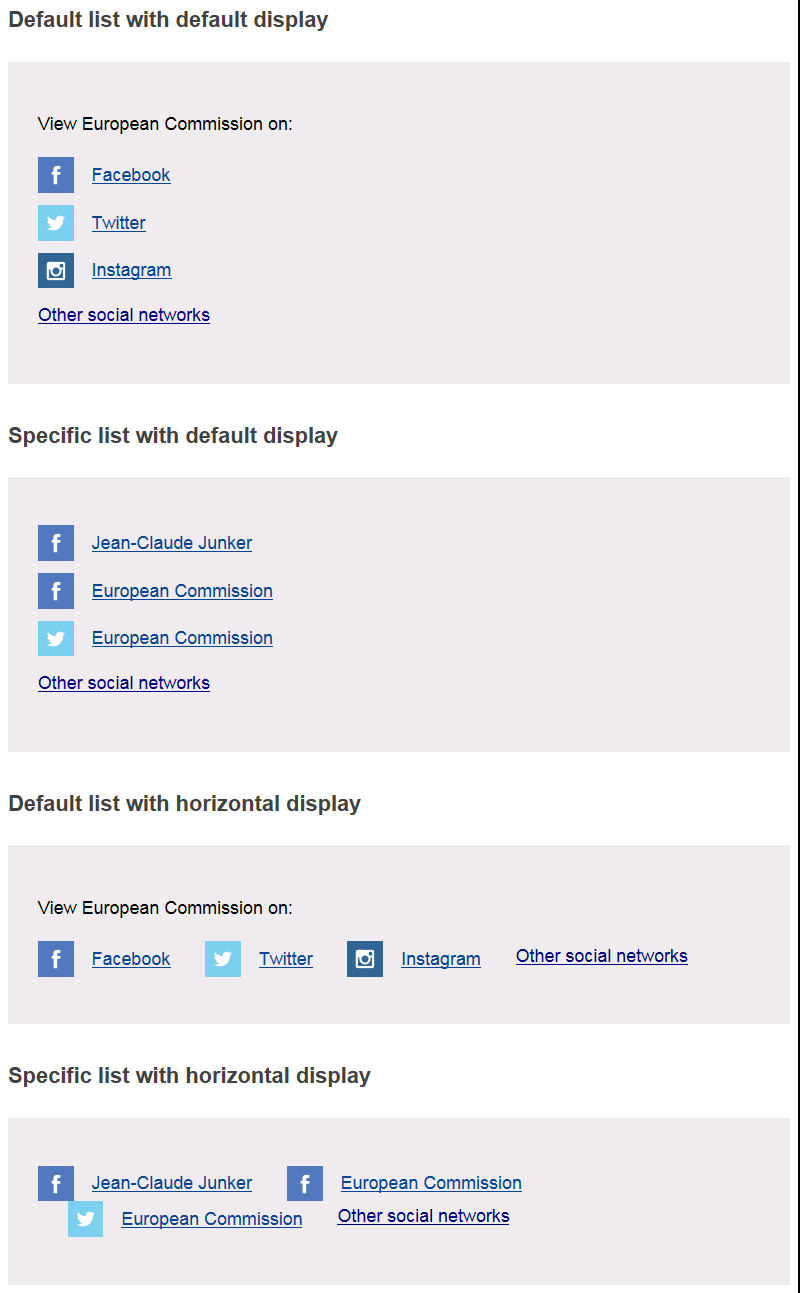 Default list with default display
View European Commission on:
Facebook
Twitter
Instagram
Other social networks
Specific list with default display
Jean-Claude Junker
European Commission
European Commission
Other social networks
Default list with horizontal display
View European Commission on:
Facebook Twitter Instagram Other social networks
Specific list with horizontal display
Jean-Claude Junker European Commission
European Commission Other social networks